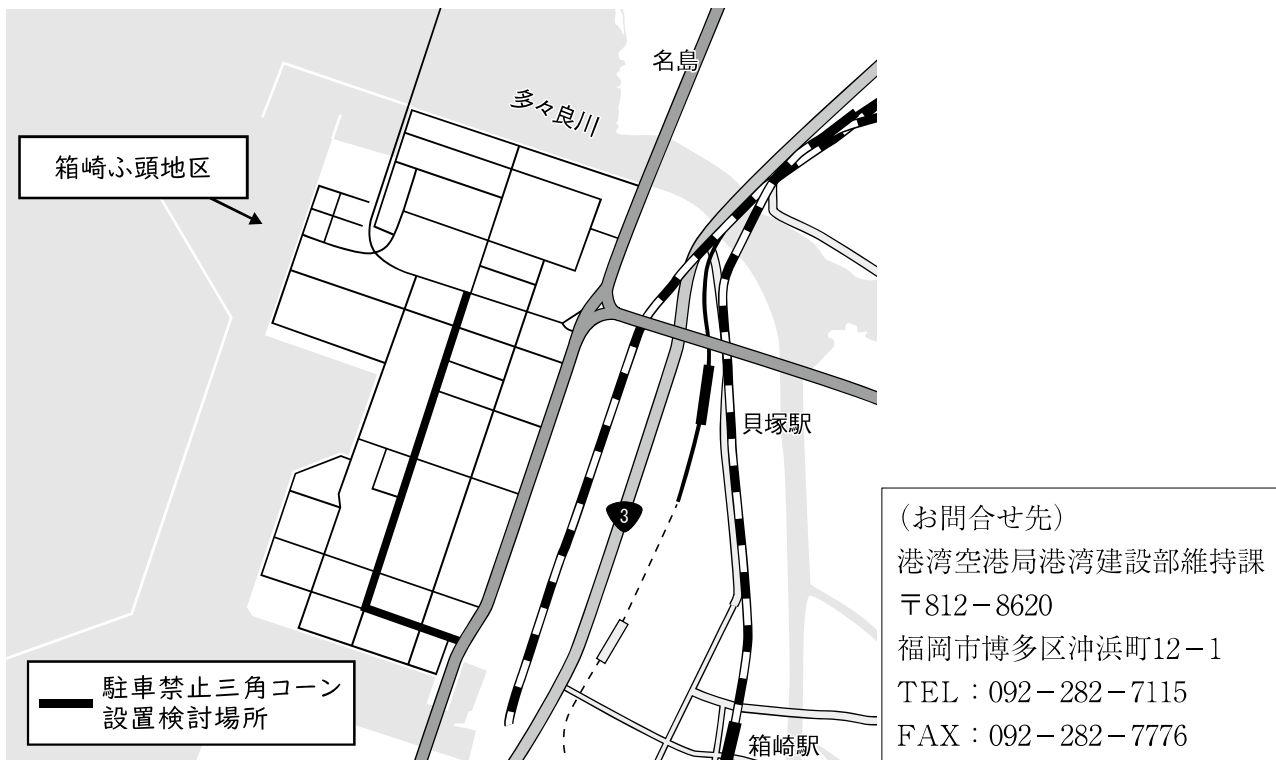 名島
多々良川
箱崎ふ頭地区
貝塚駅
3
箱崎駅
駐車禁止三角コーン
設置検討場所
(お問合せ先)
港湾空港局港湾建設部維持課
〒812−8620
福岡市博多区沖浜町12−1
TEL：092−282−7115
FAX：092−282−7776